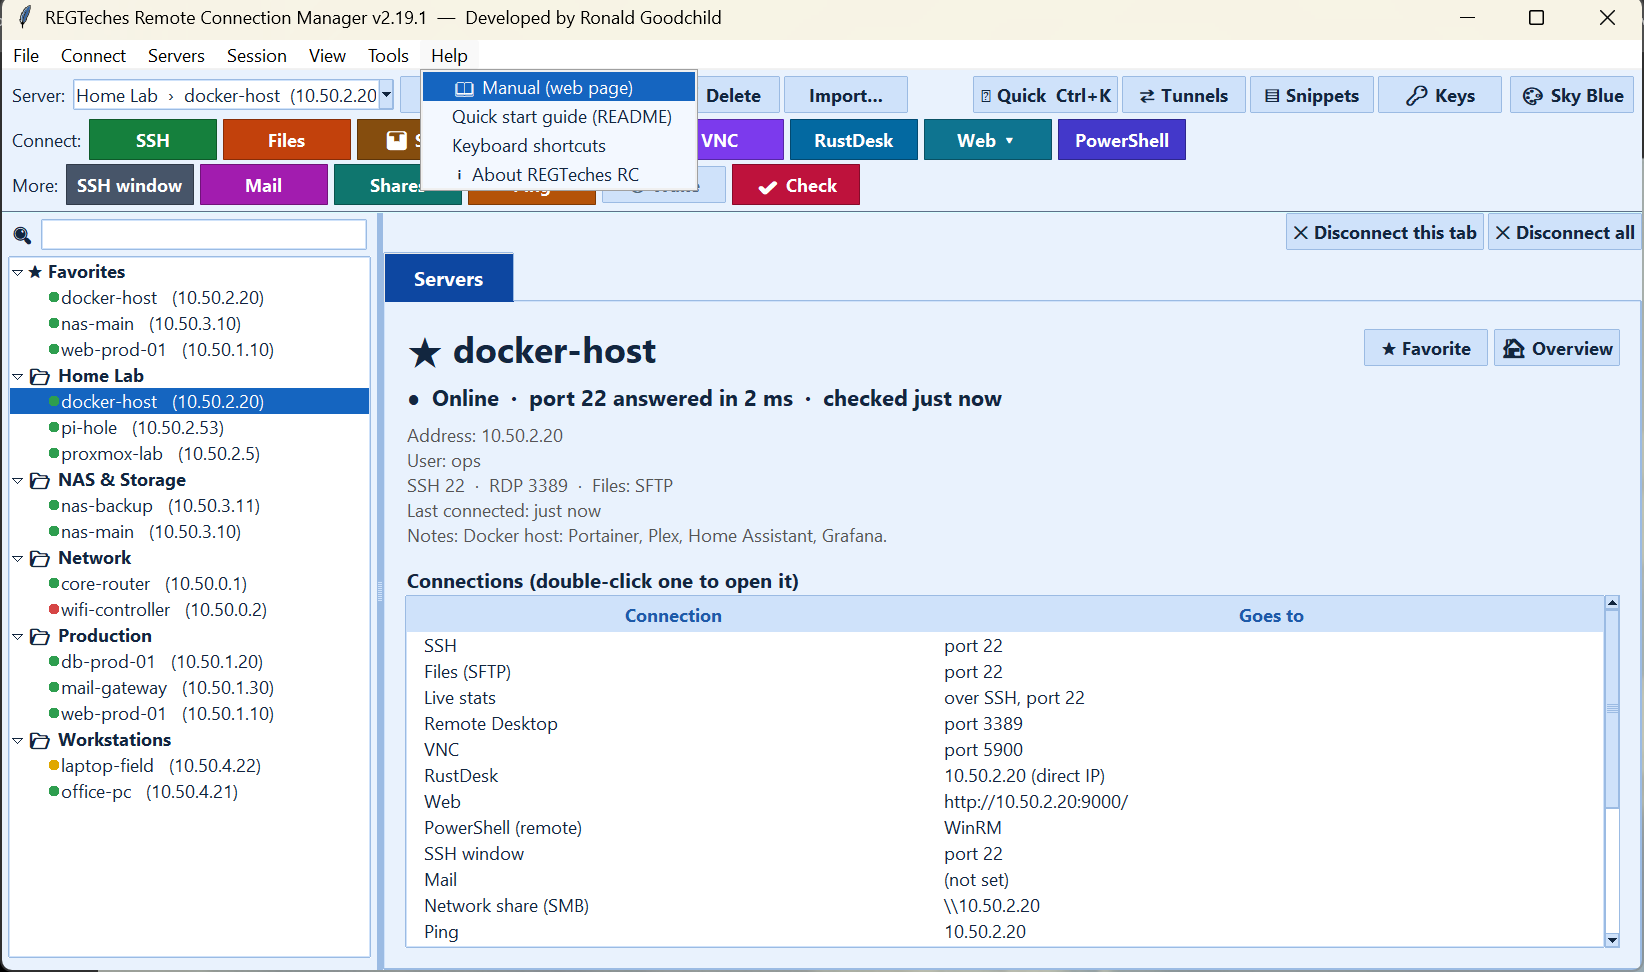 REGTeches Remote Connection Manager v2.19.1 — Developed by Ronald Goodchild
File Connect Servers Session View Tools Help
Server: Home Lab › docker-host (10.50.2.20 Delete Import... Quick Ctrl+K Tunnels Snippets Keys Sky Blue
Manual (web page)
Quick start guide (README)
Keyboard shortcuts
About REGTeches RC
Connect: SSH Files VNC RustDesk Web PowerShell
More: SSH window Mail Shares Check
Disconnect this tab Disconnect all
Favorites
docker-host (10.50.2.20)
nas-main (10.50.3.10)
web-prod-01 (10.50.1.10)
Home Lab
docker-host (10.50.2.20)
pi-hole (10.50.2.53)
proxmox-lab (10.50.2.5)
NAS & Storage
nas-backup (10.50.3.11)
nas-main (10.50.3.10)
Network
core-router (10.50.0.1)
wifi-controller (10.50.0.2)
Production
db-prod-01 (10.50.1.20)
mail-gateway (10.50.1.30)
web-prod-01 (10.50.1.10)
Workstations
laptop-field (10.50.4.22)
office-pc (10.50.4.21)
Servers
★ docker-host
★ Favorite Overview
● Online · port 22 answered in 2 ms · checked just now
Address: 10.50.2.20
User: ops
SSH 22 · RDP 3389 · Files: SFTP
Last connected: just now
Notes: Docker host: Portainer, Plex, Home Assistant, Grafana.
Connections (double-click one to open it)
Connection Goes to
SSH port 22
Files (SFTP) port 22
Live stats over SSH, port 22
Remote Desktop port 3389
VNC port 5900
RustDesk 10.50.2.20 (direct IP)
Web http://10.50.2.20:9000/
PowerShell (remote) WinRM
SSH window port 22
Mail (not set)
Network share (SMB) \\10.50.2.20
Ping 10.50.2.20